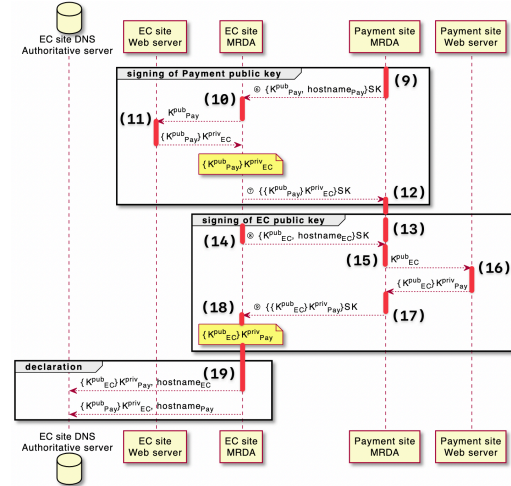 EC site DNS
Authoritative server
EC site
Web server
EC site
MRDA
Payment site
MRDA
Payment site
Web server
signing of Payment public key
(9)
⑥ {K^pub_Pay, hostname_Pay}SK
(10)
K^pub_Pay
(11)
{K^pub_Pay}K^priv_EC
{K^pub_Pay}K^priv_EC
⑦ {{K^pub_Pay}K^priv_EC}SK
(12)
signing of EC public key
(13)
(14)
⑧ {K^pub_EC, hostname_EC}SK
(15)
K^pub_EC
(16)
{K^pub_EC}K^priv_Pay
(17)
(18)
⑨ {{K^pub_EC}K^priv_Pay}SK
{K^pub_EC}K^priv_Pay
declaration
(19)
{K^pub_EC}K^priv_Pay, hostname_EC
{K^pub_Pay}K^priv_EC, hostname_Pay
EC site DNS
Authoritative server
EC site
Web server
EC site
MRDA
Payment site
MRDA
Payment site
Web server